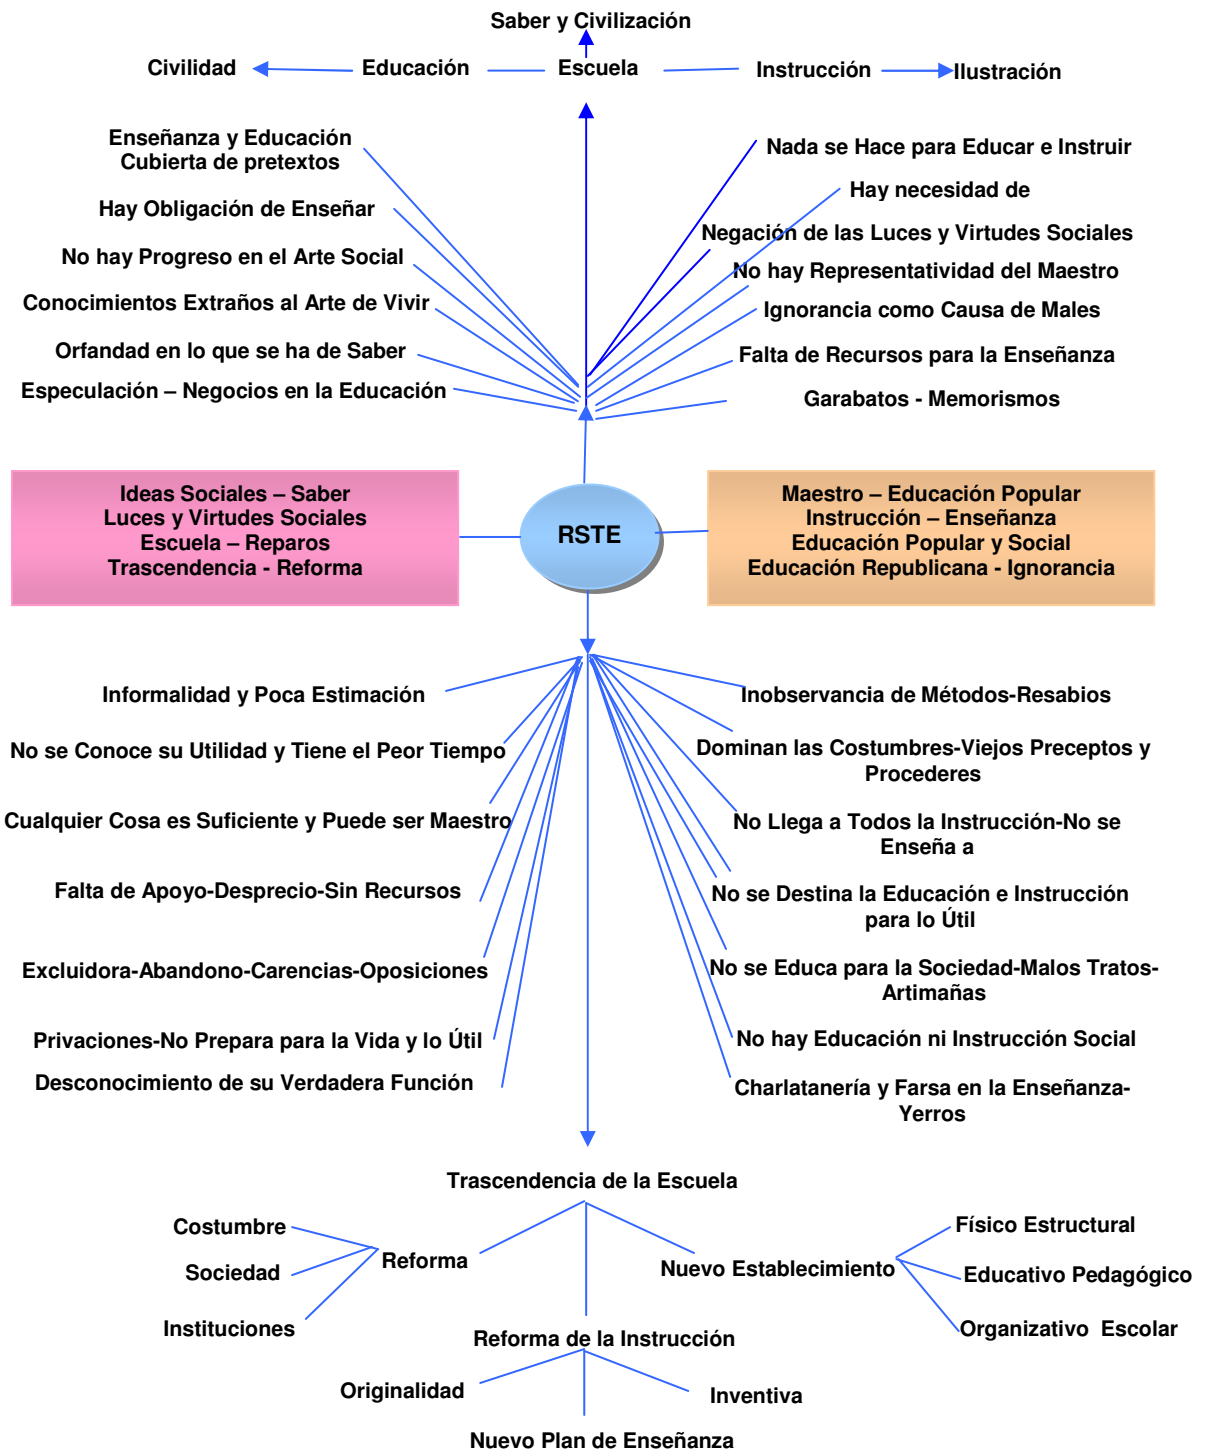 Saber y Civilización
Civilidad
Educación
Escuela
Instrucción
Ilustración
Enseñanza y Educación
Cubierta de pretextos
Hay Obligación de Enseñar
No hay Progreso en el Arte Social
Conocimientos Extraños al Arte de Vivir
Orfandad en lo que se ha de Saber
Especulación – Negocios en la Educación
Nada se Hace para Educar e Instruir
Hay necesidad de
Negación de las Luces y Virtudes Sociales
No hay Representatividad del Maestro
Ignorancia como Causa de Males
Falta de Recursos para la Enseñanza
Garabatos - Memorismos
Ideas Sociales – Saber
Luces y Virtudes Sociales
Escuela – Reparos
Trascendencia - Reforma
RSTE
Maestro – Educación Popular
Instrucción – Enseñanza
Educación Popular y Social
Educación Republicana - Ignorancia
Informalidad y Poca Estimación
No se Conoce su Utilidad y Tiene el Peor Tiempo
Cualquier Cosa es Suficiente y Puede ser Maestro
Falta de Apoyo-Desprecio-Sin Recursos
Excluidora-Abandono-Carencias-Oposiciones
Privaciones-No Prepara para la Vida y lo Útil
Desconocimiento de su Verdadera Función
Inobservancia de Métodos-Resabios
Dominan las Costumbres-Viejos Preceptos y
Procederes
No Llega a Todos la Instrucción-No se
Enseña a
No se Destina la Educación e Instrucción
para lo Útil
No se Educa para la Sociedad-Malos Tratos-
Artimañas
No hay Educación ni Instrucción Social
Charlatanería y Farsa en la Enseñanza-
Yerros
Trascendencia de la Escuela
Costumbre
Sociedad
Instituciones
Reforma
Nuevo Establecimiento
Físico Estructural
Educativo Pedagógico
Organizativo Escolar
Reforma de la Instrucción
Originalidad
Inventiva
Nuevo Plan de Enseñanza